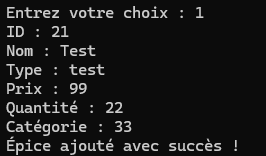 Entrez votre choix : 1
ID : 21
Nom : Test
Type : test
Prix : 99
Quantité : 22
Catégorie : 33
Épice ajouté avec succès !